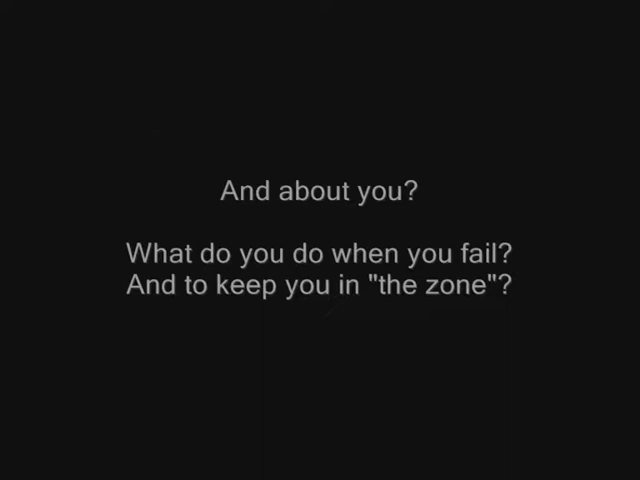 And about you?
What do you do when you fail?
And to keep you in "the zone"?